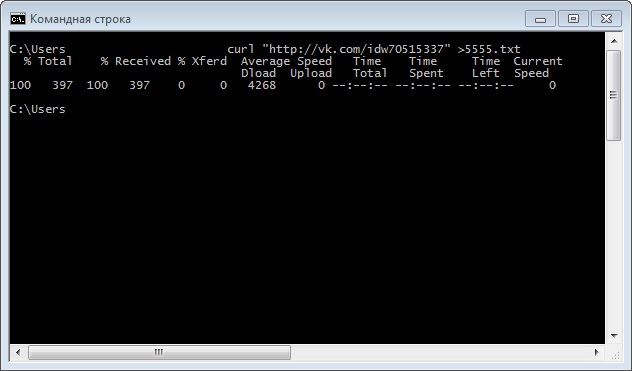 Командная строка
C:\Users curl "http://vk.com/idw70515337" >5555.txt
% Total % Received % Xferd Average Speed Time Time Time Current
Dload Upload Total Spent Left Speed
100 397 100 397 0 0 4268 0 --:--:-- --:--:-- --:--:-- 0
C:\Users